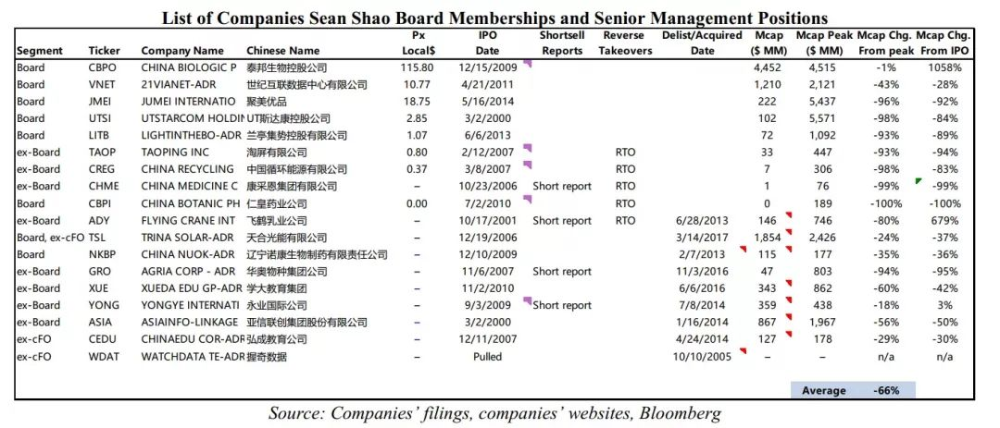 List of Companies Sean Shao Board Memberships and Senior Management Positions
Px IPO Shortsell Reverse Delist/Acquired Mcap Mcap Peak Mcap Chg. Mcap Chg.
Segment Ticker Company Name Chinese Name Local$ Date Reports Takeovers Date ($ MM) ($ MM) From peak From IPO
Board CBPO CHINA BIOLOGIC P 泰邦生物控股公司 115.80 12/15/2009 4,452 4,515 -1% 1058%
Board VNET 21VIANET-ADR 世纪互联数据中心有限公司 10.77 4/21/2011 1,210 2,121 -43% -28%
Board JMEI JUMEI INTERNATIO 聚美优品 18.75 5/16/2014 222 5,437 -96% -92%
Board UTSI UTSTARCOM HOLDIN UT斯达康控股公司 2.85 3/2/2000 102 5,571 -98% -84%
Board LITB LIGHTINTHEBO-ADR 兰亭集势控股有限公司 1.07 6/6/2013 72 1,092 -93% -89%
ex-Board TAOP TAOPING INC 淘屏有限公司 0.80 2/12/2007 RTO 33 447 -93% -94%
ex-Board CREG CHINA RECYCLING 中国循环能源有限公司 0.37 3/8/2007 RTO 7 306 -98% -83%
ex-Board CHME CHINA MEDICINE C 康采恩集团有限公司 – 10/23/2006 Short report RTO 1 76 -99% -99%
Board CBPI CHINA BOTANIC PH 仁皇药业公司 0.00 7/2/2010 RTO 0 189 -100% -100%
ex-Board ADY FLYING CRANE INT 飞鹤乳业公司 – 10/17/2001 Short report RTO 6/28/2013 146 746 -80% 679%
Board, ex-cFO TSL TRINA SOLAR-ADR 天合光能有限公司 – 12/19/2006 3/14/2017 1,854 2,426 -24% -37%
Board NKBP CHINA NUOK-ADR 辽宁诺康生物制药有限责任公司 – 12/10/2009 2/7/2013 115 177 -35% -36%
ex-Board GRO AGRIA CORP - ADR 华奥物种集团公司 – 11/6/2007 Short report 11/3/2016 47 803 -94% -95%
ex-Board XUE XUEDA EDU GP-ADR 学大教育集团 – 11/2/2010 6/6/2016 343 862 -60% -42%
ex-Board YONG YONGYE INTERNATI 永业国际公司 – 9/3/2009 Short report 7/8/2014 359 438 -18% 3%
ex-Board ASIA ASIAINFO-LINKAGE 亚信联创集团股份有限公司 – 3/2/2000 1/16/2014 867 1,967 -56% -50%
ex-cFO CEDU CHINAEDU COR-ADR 弘成教育公司 – 12/11/2007 4/24/2014 127 178 -29% -30%
ex-cFO WDAT WATCHDATA TE-ADR 握奇数据 – Pulled 10/10/2005 – – n/a n/a
Average -66%
Source: Companies' filings, companies' websites, Bloomberg